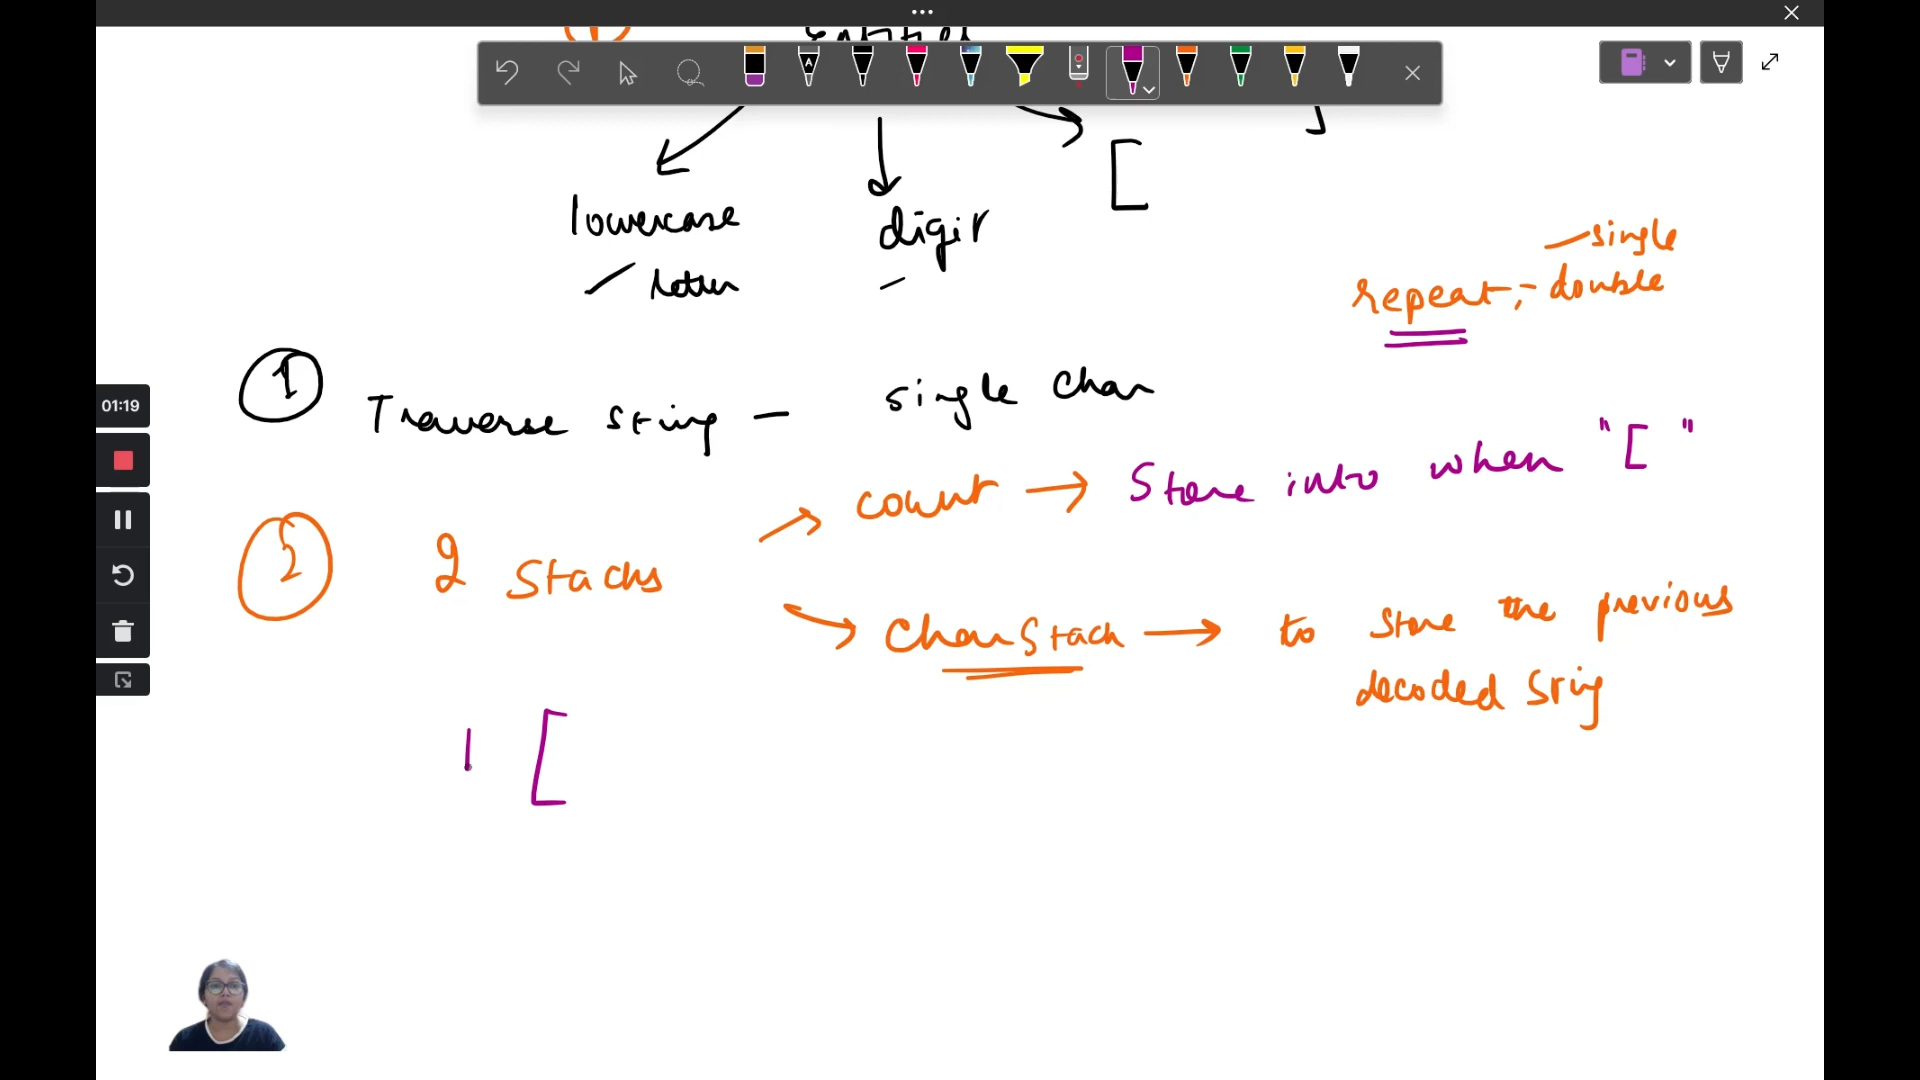 entities
[
]
lowercase
letter
digit
single
repeat - double
1
Traverse string - single char
2
2 stacks
count → Store into when "[ "
CharStack → to store the previous
decoded string
1 [
01:19
A